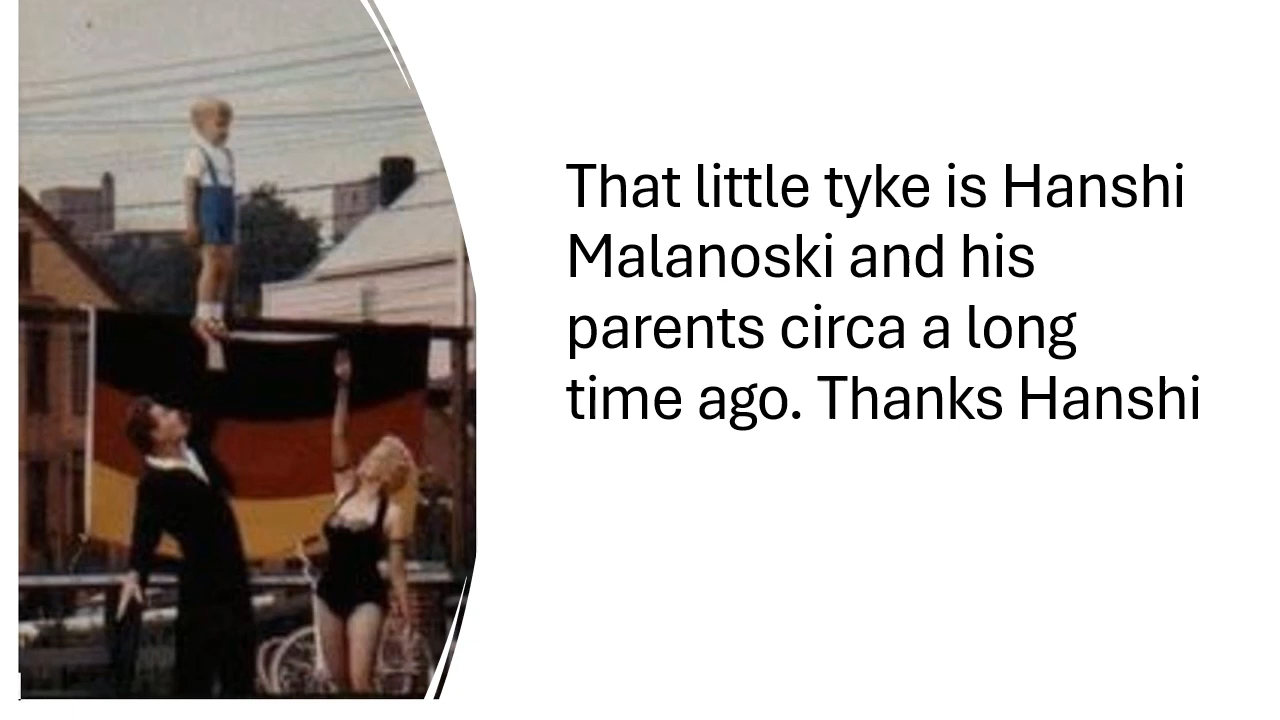 That little tyke is Hanshi
Malanoski and his
parents circa a long
time ago. Thanks Hanshi